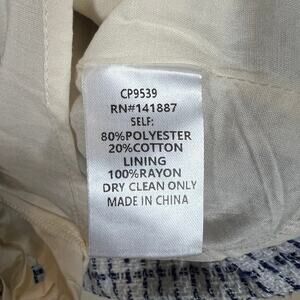 CP9539
RN#141887
SELF:
80%POLYESTER
20%COTTON
LINING
100%RAYON
DRY CLEAN ONLY
MADE IN CHINA